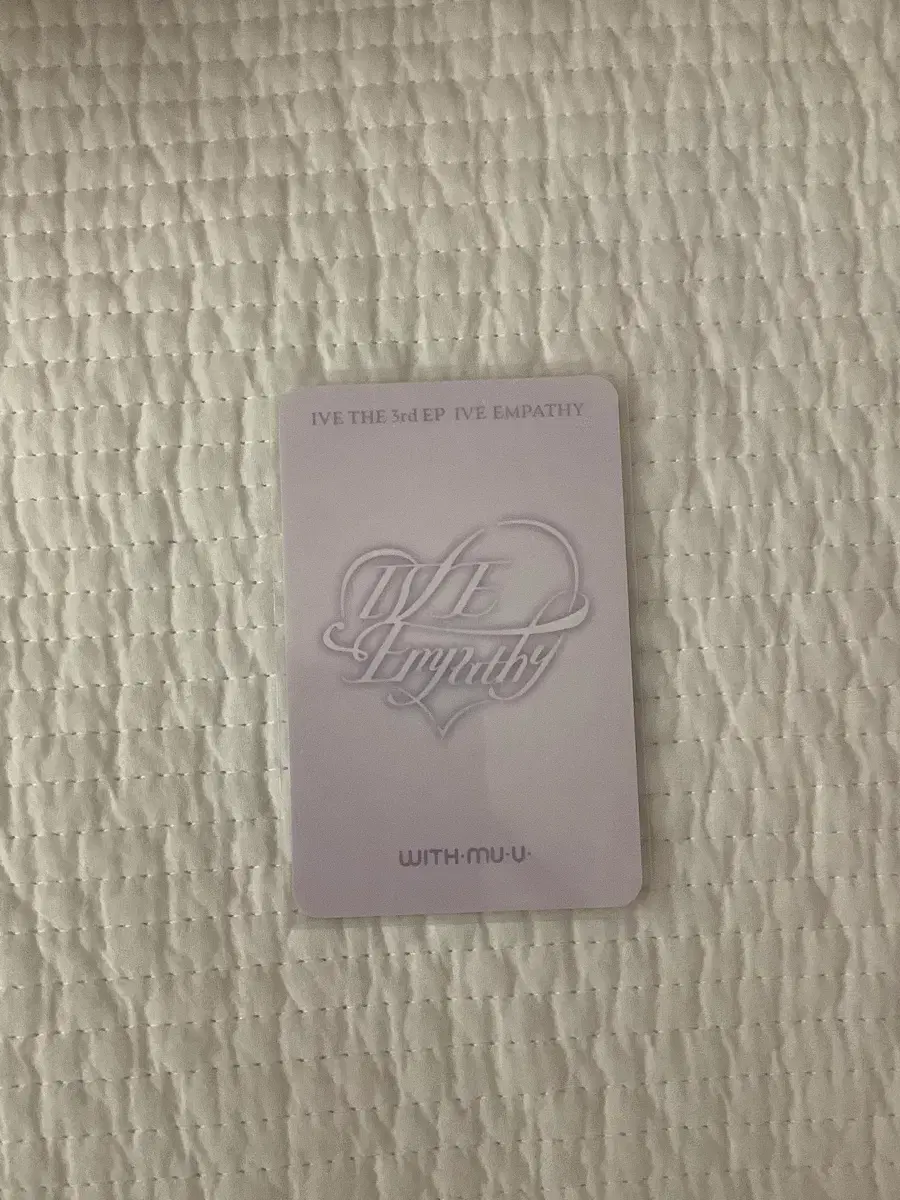 IVE THE 3rd EP IVE EMPATHY
IVE
Empathy
WITH·MU·U·